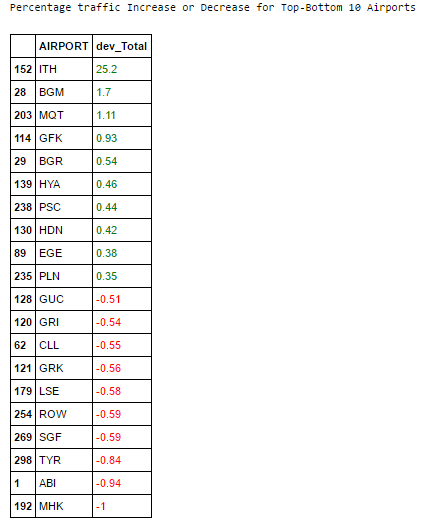 Percentage traffic Increase or Decrease for Top-Bottom 10 Airports
AIRPORT dev_Total
152 ITH 25.2
28 BGM 1.7
203 MQT 1.11
114 GFK 0.93
29 BGR 0.54
139 HYA 0.46
238 PSC 0.44
130 HDN 0.42
89 EGE 0.38
235 PLN 0.35
128 GUC -0.51
120 GRI -0.54
62 CLL -0.55
121 GRK -0.56
179 LSE -0.58
254 ROW -0.59
269 SGF -0.59
298 TYR -0.84
1 ABI -0.94
192 MHK -1